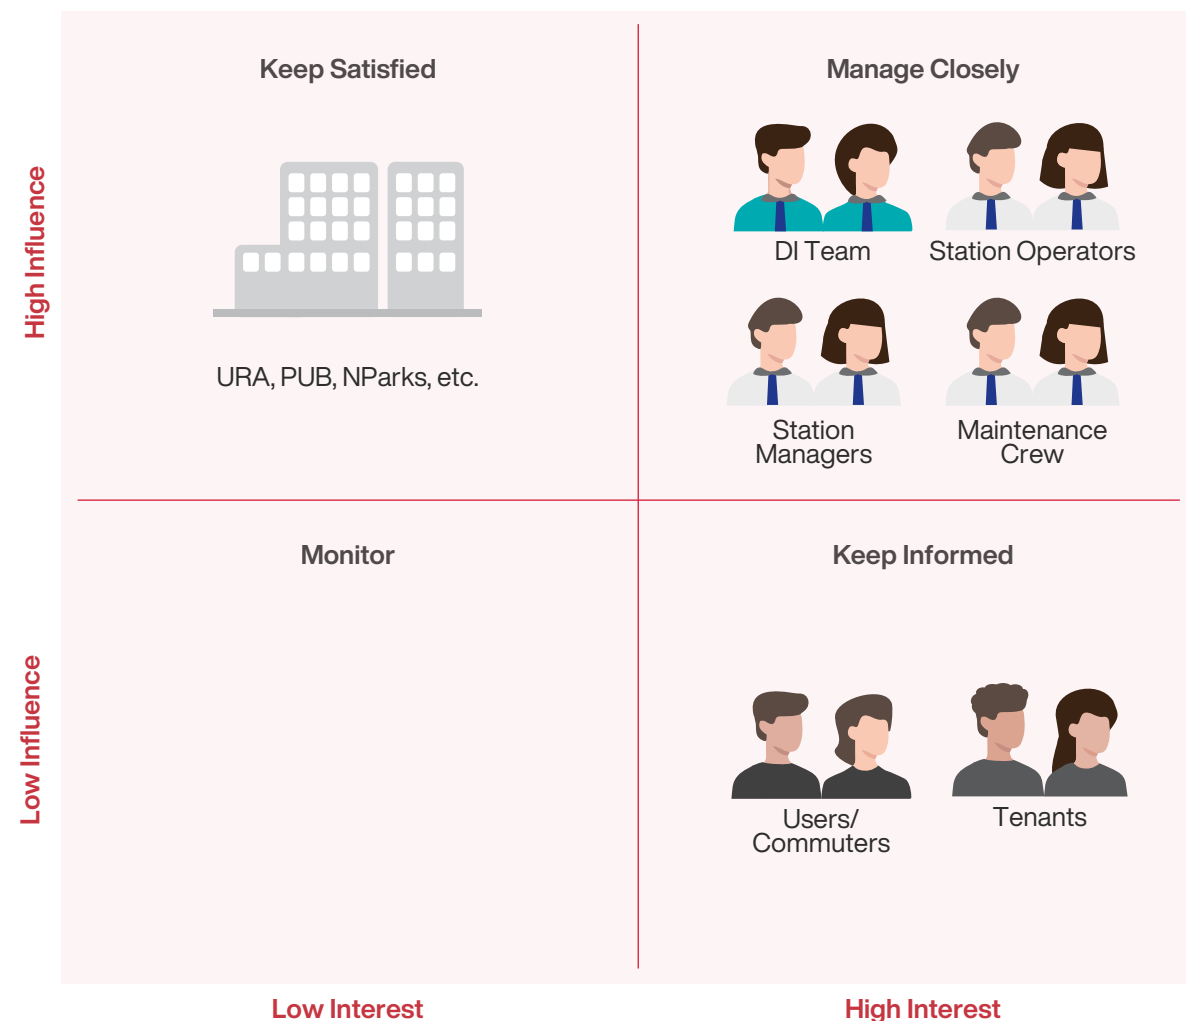 Keep Satisfied
Manage Closely
High Influence
DI Team
Station Operators
URA, PUB, NParks, etc.
Station
Managers
Maintenance
Crew
Monitor
Keep Informed
Low Influence
Users/
Commuters
Tenants
Low Interest
High Interest